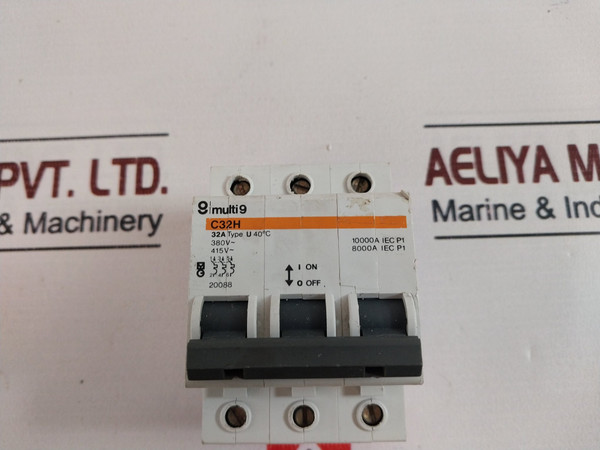 PVT. LTD.
& Machinery
AELIYA M
Marine & Ind
multi9
C32H
32A Type U 40°C
380V~
415V~
10000A IEC P1
8000A IEC P1
I ON
O OFF
20088